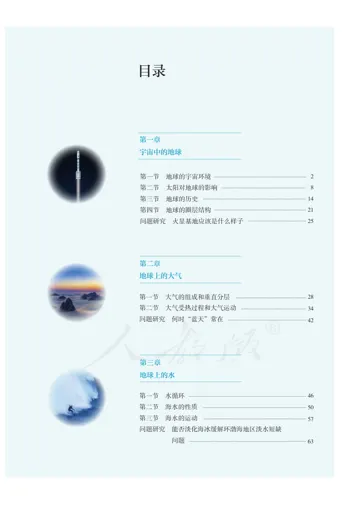 目录
第一章
宇宙中的地球
第一节 地球的宇宙环境 2
第二节 太阳对地球的影响 8
第三节 地球的历史 14
第四节 地球的圈层结构 21
问题研究 火星基地应该是什么样子 25
第二章
地球上的大气
第一节 大气的组成和垂直分层 28
第二节 大气受热过程和大气运动 34
问题研究 何时“蓝天”常在 42
第三章
地球上的水
第一节 水循环 46
第二节 海水的性质 50
第三节 海水的运动 57
问题研究 能否淡化海冰缓解环渤海地区淡水短缺
问题 63